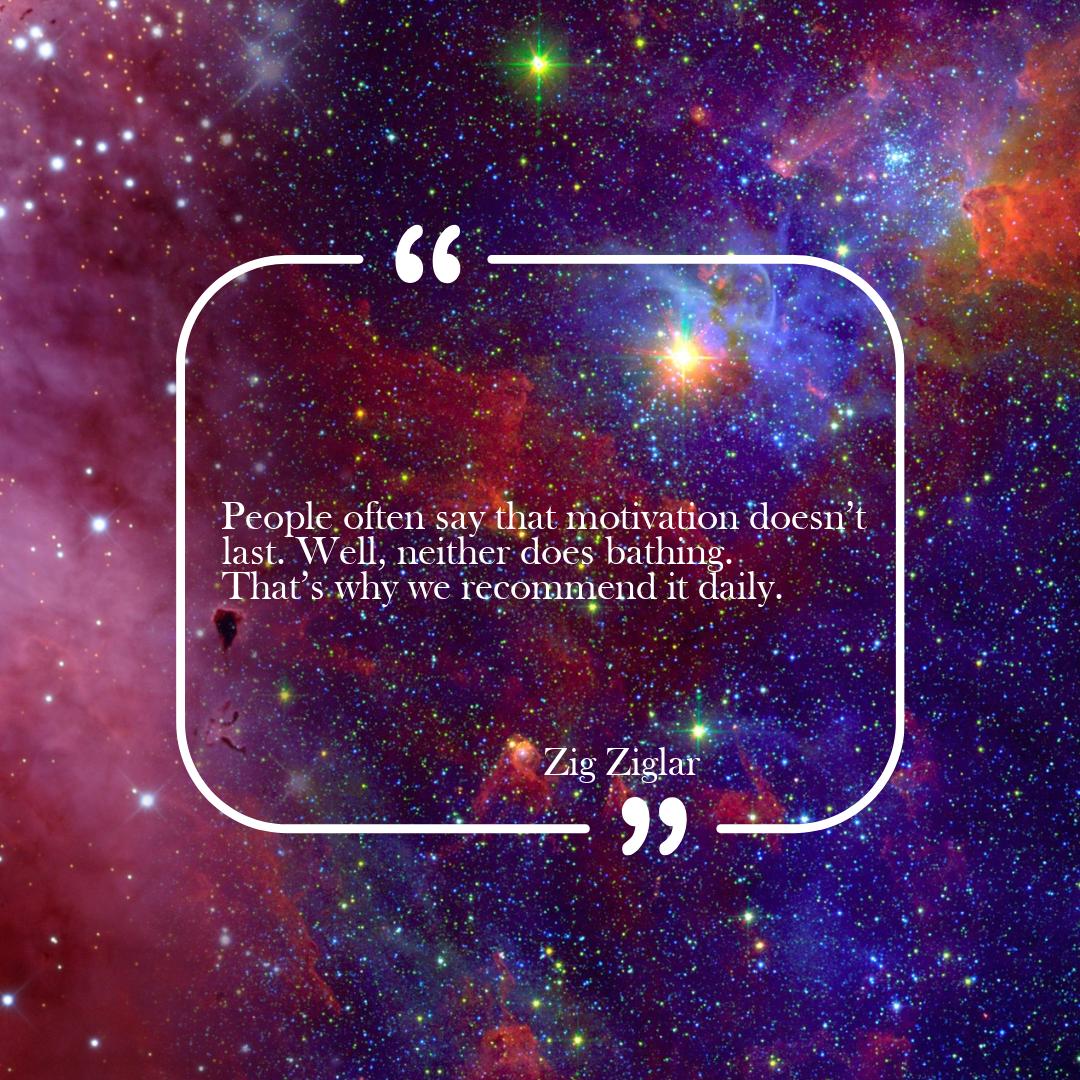 “
People often say that motivation doesn’t
last. Well, neither does bathing.
That’s why we recommend it daily.
Zig Ziglar
”